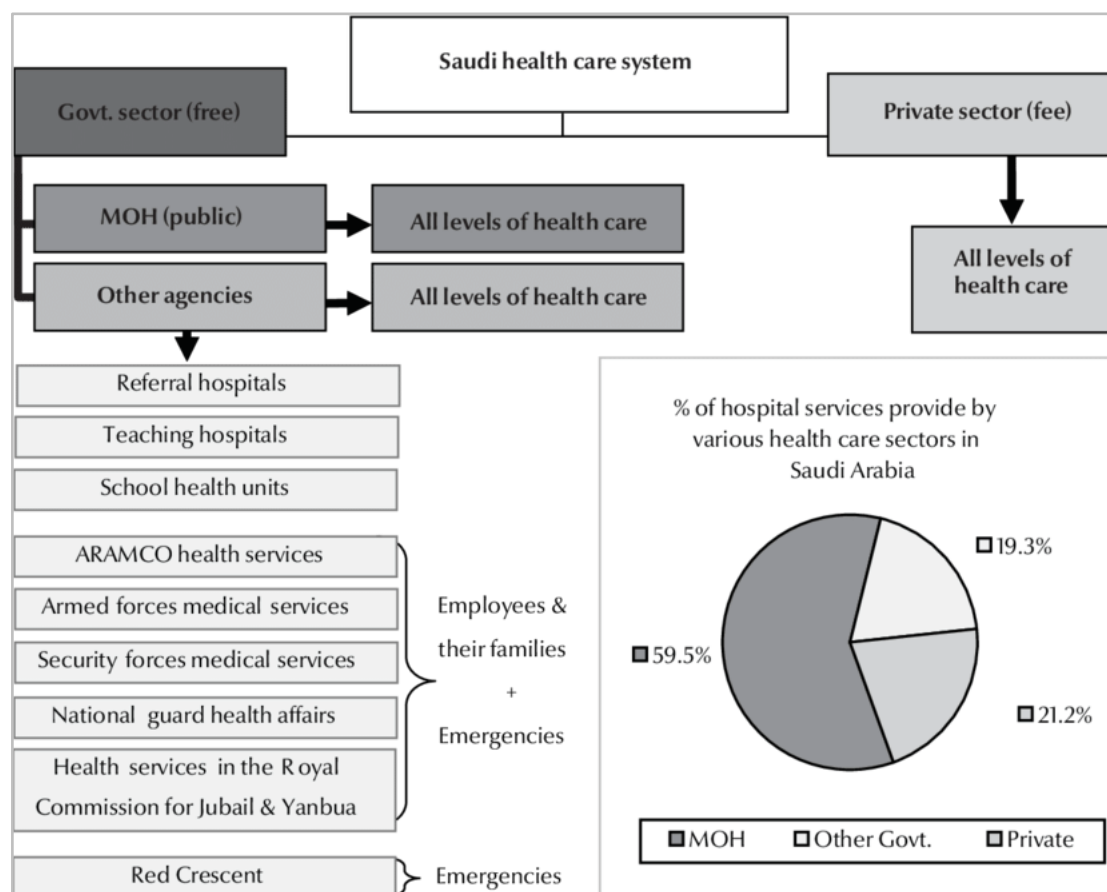 Saudi health care system
Govt. sector (free)
Private sector (fee)
MOH (public)
All levels of health care
Other agencies
All levels of health care
All levels of
health care
Referral hospitals
Teaching hospitals
School health units
ARAMCO health services
Armed forces medical services
Security forces medical services
National guard health affairs
Health services in the Royal
Commission for Jubail & Yanbua
Employees &
their families
+
Emergencies
Red Crescent
Emergencies
% of hospital services provide by
various health care sectors in
Saudi Arabia
19.3%
59.5%
21.2%
MOH
Other Govt.
Private